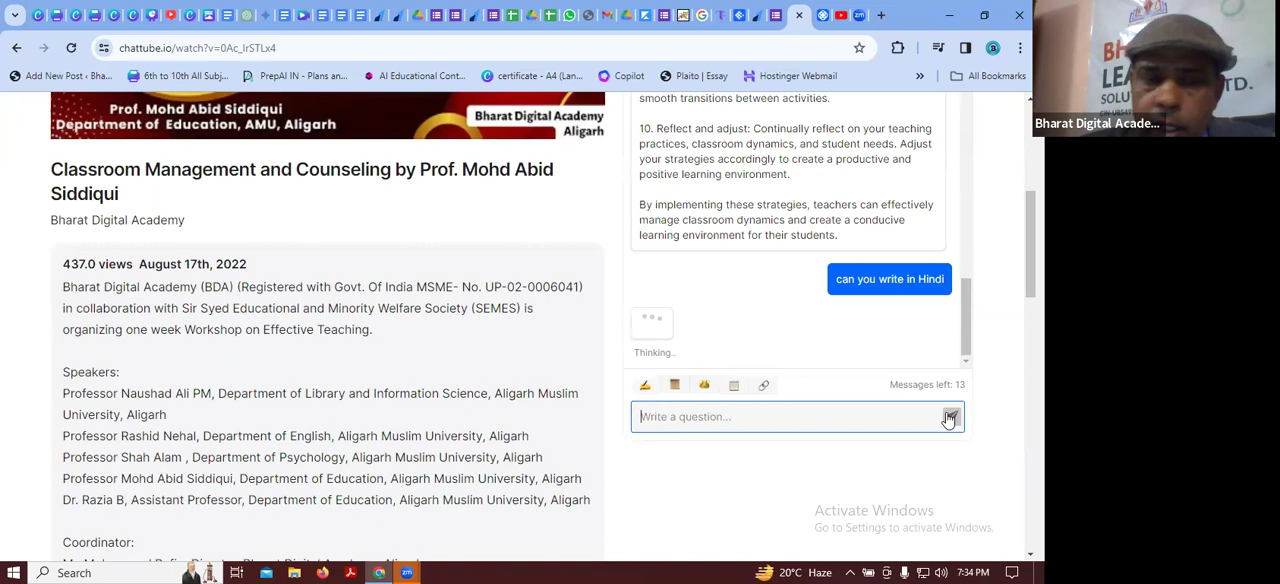 chattube.io/watch?v=0Ac_IrSTLx4
Add New Post ‹ Bha...
6th to 10th All Subj...
PrepAI IN - Plans an...
AI Educational Cont...
certificate - A4 (Lan...
Copilot
Plaito | Essay
Hostinger Webmail
»
All Bookmarks
Bharat Digital Acade...
Prof. Mohd Abid Siddiqui
Department of Education, AMU, Aligarh
Bharat Digital Academy
Aligarh
Classroom Management and Counseling by Prof. Mohd Abid
Siddiqui
Bharat Digital Academy
437.0 views August 17th, 2022
Bharat Digital Academy (BDA) (Registered with Govt. Of India MSME- No. UP-02-0006041)
in collaboration with Sir Syed Educational and Minority Welfare Society (SEMES) is
organizing one week Workshop on Effective Teaching.
Speakers:
Professor Naushad Ali PM, Department of Library and Information Science, Aligarh Muslim
University, Aligarh
Professor Rashid Nehal, Department of English, Aligarh Muslim University, Aligarh
Professor Shah Alam , Department of Psychology, Aligarh Muslim University, Aligarh
Professor Mohd Abid Siddiqui, Department of Education, Aligarh Muslim University, Aligarh
Dr. Razia B, Assistant Professor, Department of Education, Aligarh Muslim University, Aligarh
Coordinator:
smooth transitions between activities.
10. Reflect and adjust: Continually reflect on your teaching
practices, classroom dynamics, and student needs. Adjust
your strategies accordingly to create a productive and
positive learning environment.
By implementing these strategies, teachers can effectively
manage classroom dynamics and create a conducive
learning environment for their students.
can you write in Hindi
Thinking..
Messages left: 13
Write a question...
Activate Windows
Go to Settings to activate Windows.
Search
20°C Haze
7:34 PM